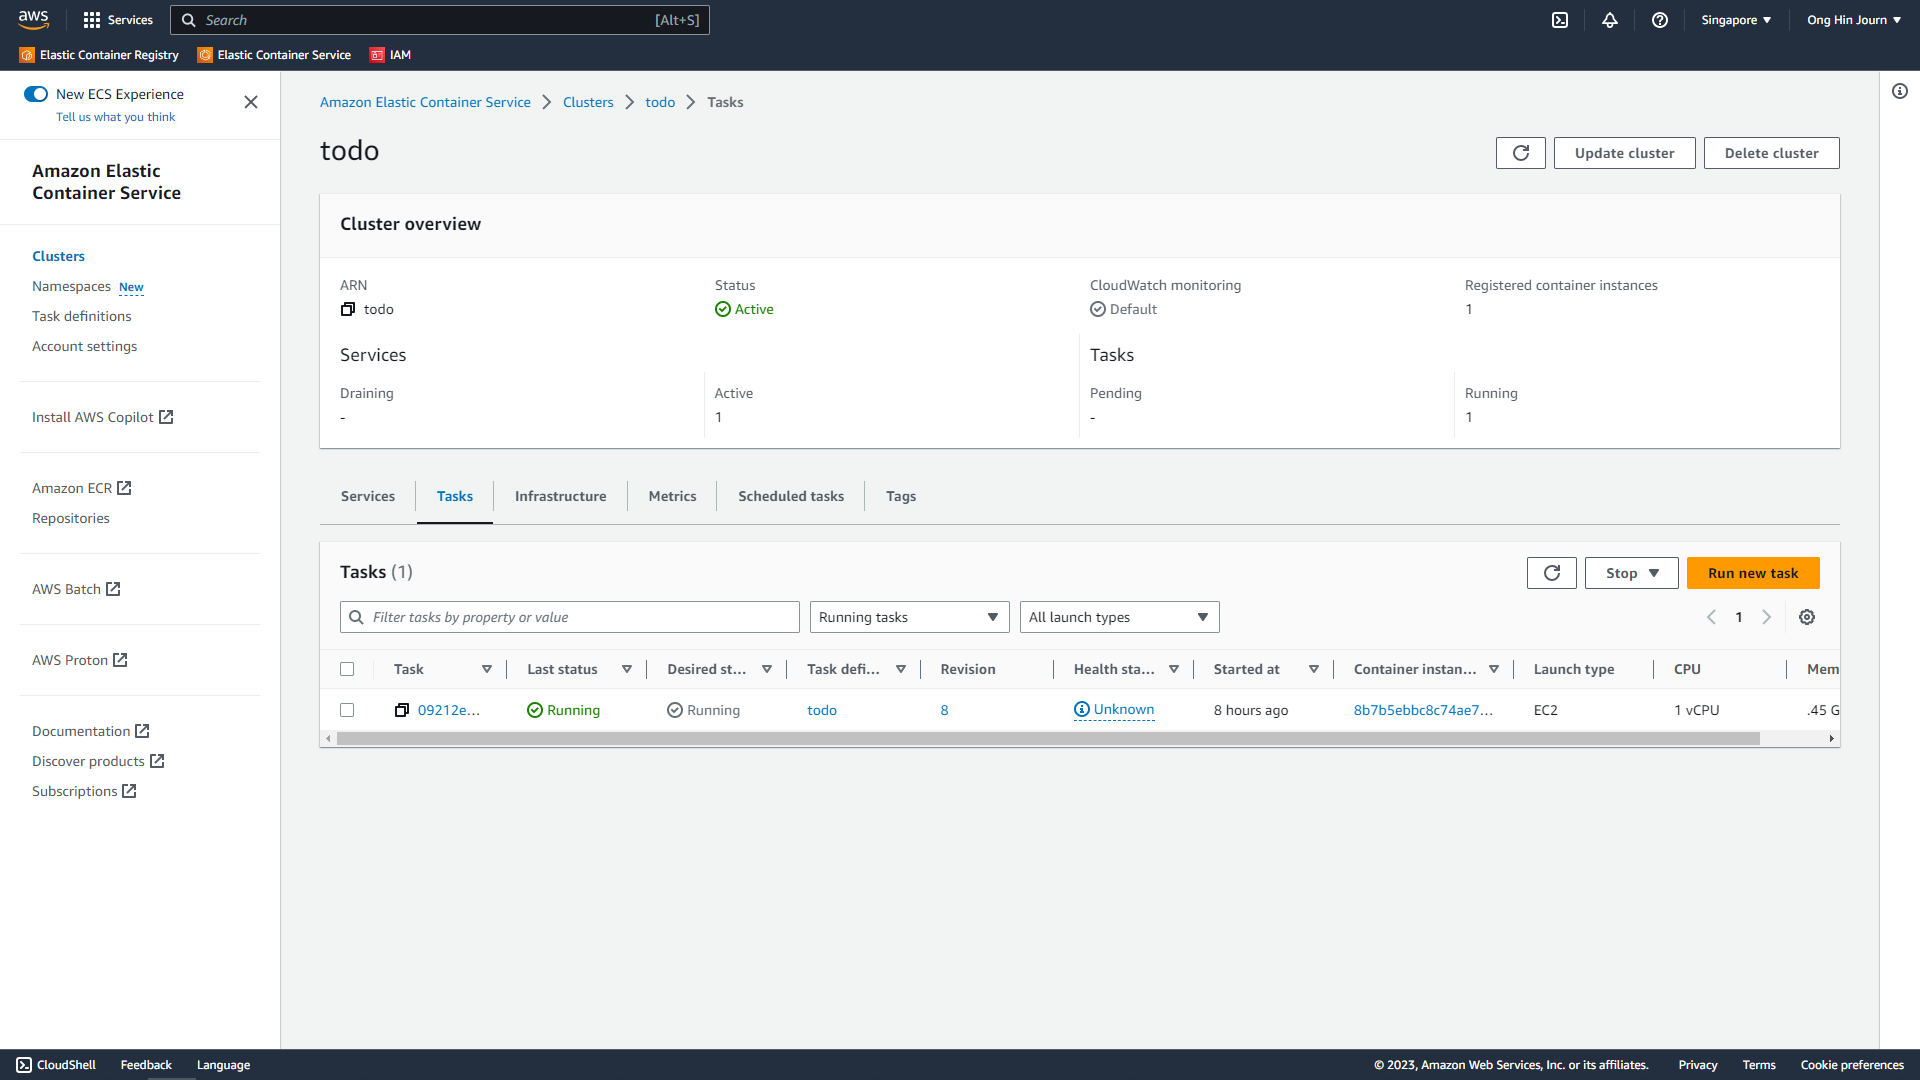 aws
Services
Search
[Alt+S]
Singapore
Ong Hin Journ
Elastic Container Registry
Elastic Container Service
IAM
New ECS Experience
Tell us what you think
Amazon Elastic
Container Service
Clusters
Namespaces New
Task definitions
Account settings
Install AWS Copilot
Amazon ECR
Repositories
AWS Batch
AWS Proton
Documentation
Discover products
Subscriptions
Amazon Elastic Container Service
Clusters
todo
Tasks
todo
Update cluster
Delete cluster
Cluster overview
ARN
todo
Status
Active
CloudWatch monitoring
Default
Registered container instances
1
Services
Draining
-
Active
1
Tasks
Pending
-
Running
1
Services
Tasks
Infrastructure
Metrics
Scheduled tasks
Tags
Tasks (1)
Stop
Run new task
Filter tasks by property or value
Running tasks
All launch types
1
Task
Last status
Desired st...
Task defi...
Revision
Health sta...
Started at
Container instan...
Launch type
CPU
Mem
09212e...
Running
Running
todo
8
Unknown
8 hours ago
8b7b5ebbc8c74ae7...
EC2
1 vCPU
.45 G
CloudShell
Feedback
Language
© 2023, Amazon Web Services, Inc. or its affiliates.
Privacy
Terms
Cookie preferences